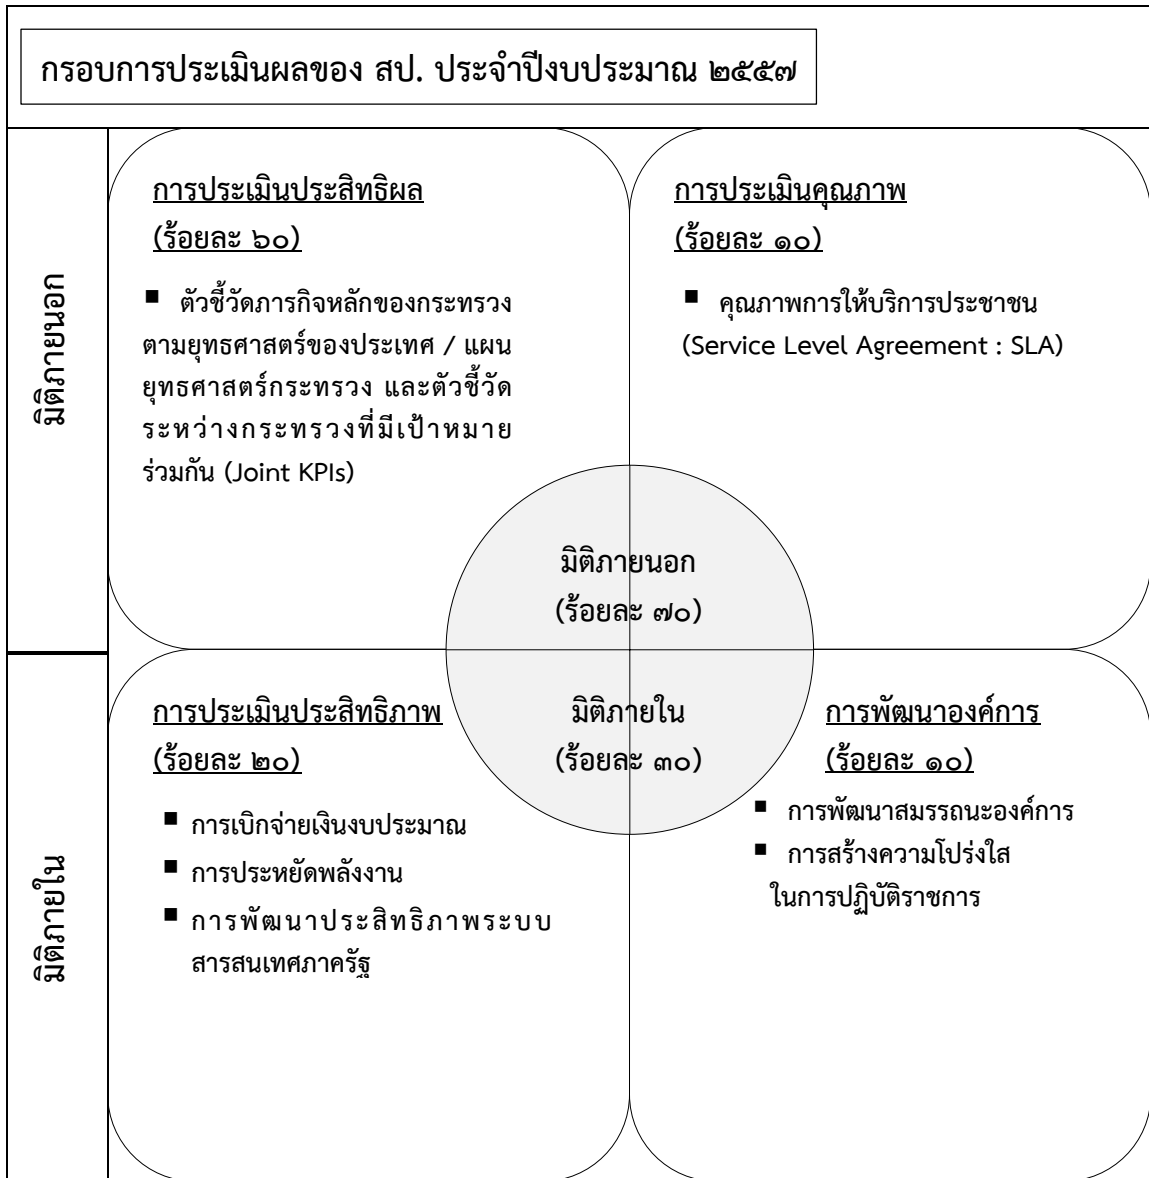 กรอบการประเมินผลของ สป. ประจำปีงบประมาณ ๒๕๕๗
มิติภายนอก
การประเมินประสิทธิผล
(ร้อยละ ๖๐)
■ ตัวชี้วัดภารกิจหลักของกระทรวง
ตามยุทธศาสตร์ของประเทศ / แผน
ยุทธศาสตร์กระทรวง และตัวชี้วัด
ระหว่างกระทรวงที่มีเป้าหมาย
ร่วมกัน (Joint KPIs)
การประเมินคุณภาพ
(ร้อยละ ๑๐)
■ คุณภาพการให้บริการประชาชน
(Service Level Agreement : SLA)
มิติภายนอก
(ร้อยละ ๗๐)
มิติภายใน
(ร้อยละ ๓๐)
มิติภายใน
การประเมินประสิทธิภาพ
(ร้อยละ ๒๐)
■ การเบิกจ่ายเงินงบประมาณ
■ การประหยัดพลังงาน
■ การพัฒนาประสิทธิภาพระบบ
สารสนเทศภาครัฐ
การพัฒนาองค์การ
(ร้อยละ ๑๐)
■ การพัฒนาสมรรถนะองค์การ
■ การสร้างความโปร่งใส
ในการปฏิบัติราชการ